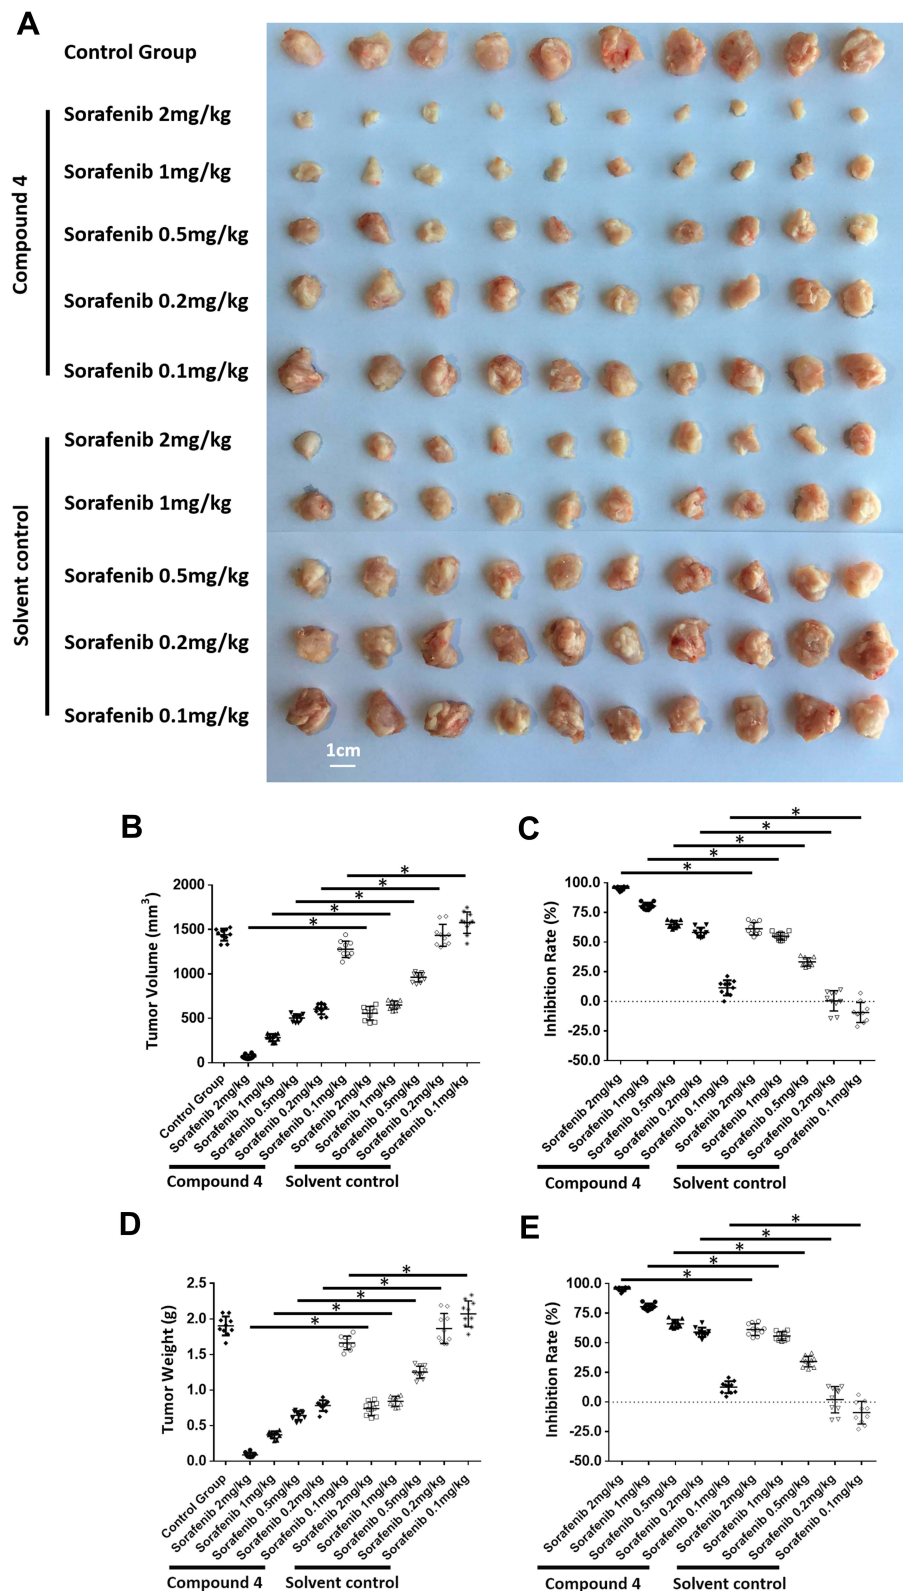 A
Control Group
Compound 4
Sorafenib 2mg/kg
Sorafenib 1mg/kg
Sorafenib 0.5mg/kg
Sorafenib 0.2mg/kg
Sorafenib 0.1mg/kg
Solvent control
Sorafenib 2mg/kg
Sorafenib 1mg/kg
Sorafenib 0.5mg/kg
Sorafenib 0.2mg/kg
Sorafenib 0.1mg/kg
1cm
B
Tumor Volume (mm³)
2000
1500
1000
500
0
*
*
*
*
*
Control Group
Sorafenib 2mg/kg
Sorafenib 1mg/kg
Sorafenib 0.5mg/kg
Sorafenib 0.2mg/kg
Sorafenib 0.1mg/kg
Sorafenib 2mg/kg
Sorafenib 1mg/kg
Sorafenib 0.5mg/kg
Sorafenib 0.2mg/kg
Sorafenib 0.1mg/kg
Compound 4
Solvent control
C
Inhibition Rate (%)
100.0
75.0
50.0
25.0
0.0
-25.0
-50.0
*
*
*
*
*
Sorafenib 2mg/kg
Sorafenib 1mg/kg
Sorafenib 0.5mg/kg
Sorafenib 0.2mg/kg
Sorafenib 0.1mg/kg
Sorafenib 2mg/kg
Sorafenib 1mg/kg
Sorafenib 0.5mg/kg
Sorafenib 0.2mg/kg
Sorafenib 0.1mg/kg
Compound 4
Solvent control
D
Tumor Weight (g)
2.5
2.0
1.5
1.0
0.5
0.0
*
*
*
*
*
Control Group
Sorafenib 2mg/kg
Sorafenib 1mg/kg
Sorafenib 0.5mg/kg
Sorafenib 0.2mg/kg
Sorafenib 0.1mg/kg
Sorafenib 2mg/kg
Sorafenib 1mg/kg
Sorafenib 0.5mg/kg
Sorafenib 0.2mg/kg
Sorafenib 0.1mg/kg
Compound 4
Solvent control
E
Inhibition Rate (%)
100.0
75.0
50.0
25.0
0.0
-25.0
-50.0
*
*
*
*
*
Sorafenib 2mg/kg
Sorafenib 1mg/kg
Sorafenib 0.5mg/kg
Sorafenib 0.2mg/kg
Sorafenib 0.1mg/kg
Sorafenib 2mg/kg
Sorafenib 1mg/kg
Sorafenib 0.5mg/kg
Sorafenib 0.2mg/kg
Sorafenib 0.1mg/kg
Compound 4
Solvent control